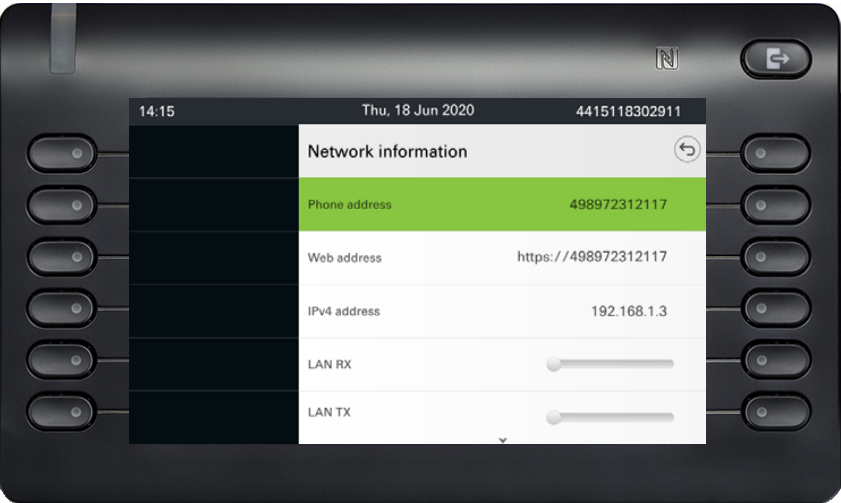 14:15 Thu, 18 Jun 2020 4415118302911
Network information
Phone address 498972312117
Web address https://498972312117
IPv4 address 192.168.1.3
LAN RX
LAN TX